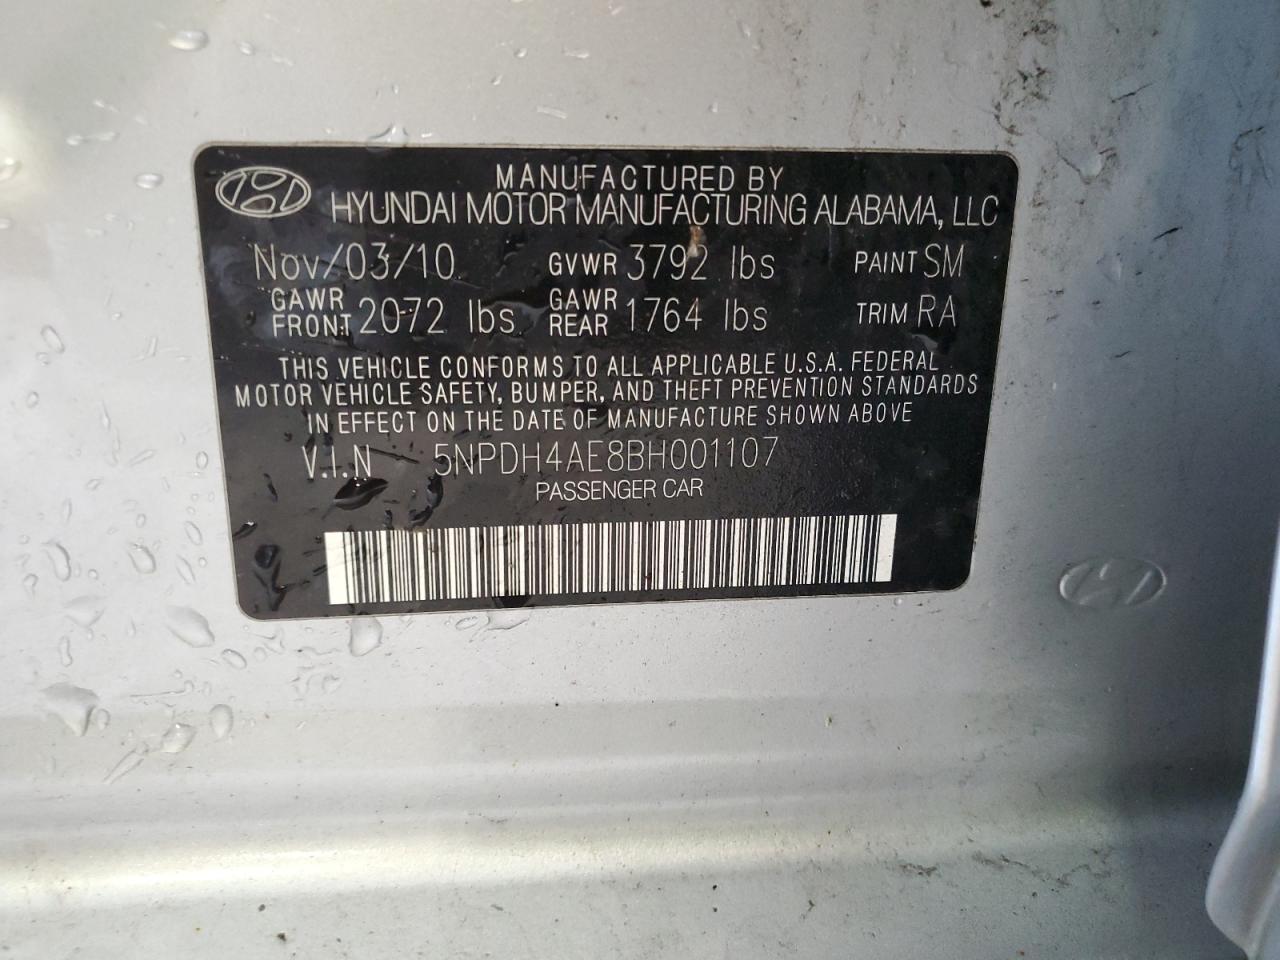 MANUFACTURED BY
HYUNDAI MOTOR MANUFACTURING ALABAMA, LLC
Nov/03/10 GVWR 3792 lbs PAINT SM
GAWR FRONT 2072 lbs GAWR REAR 1764 lbs TRIM RA
THIS VEHICLE CONFORMS TO ALL APPLICABLE U.S.A. FEDERAL
MOTOR VEHICLE SAFETY, BUMPER, AND THEFT PREVENTION STANDARDS
IN EFFECT ON THE DATE OF MANUFACTURE SHOWN ABOVE
V.I.N 5NPDH4AE8BH001107
PASSENGER CAR